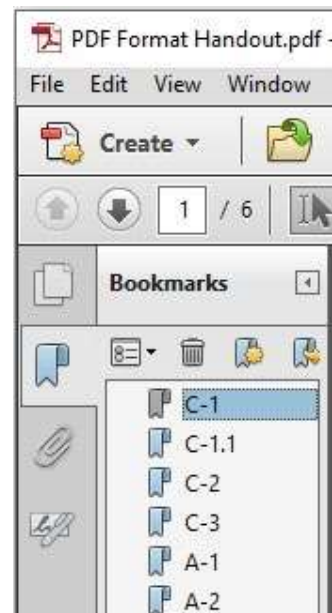 PDF Format Handout.pdf -
File Edit View Window
Create
1 / 6
Bookmarks
C-1
C-1.1
C-2
C-3
A-1
A-2